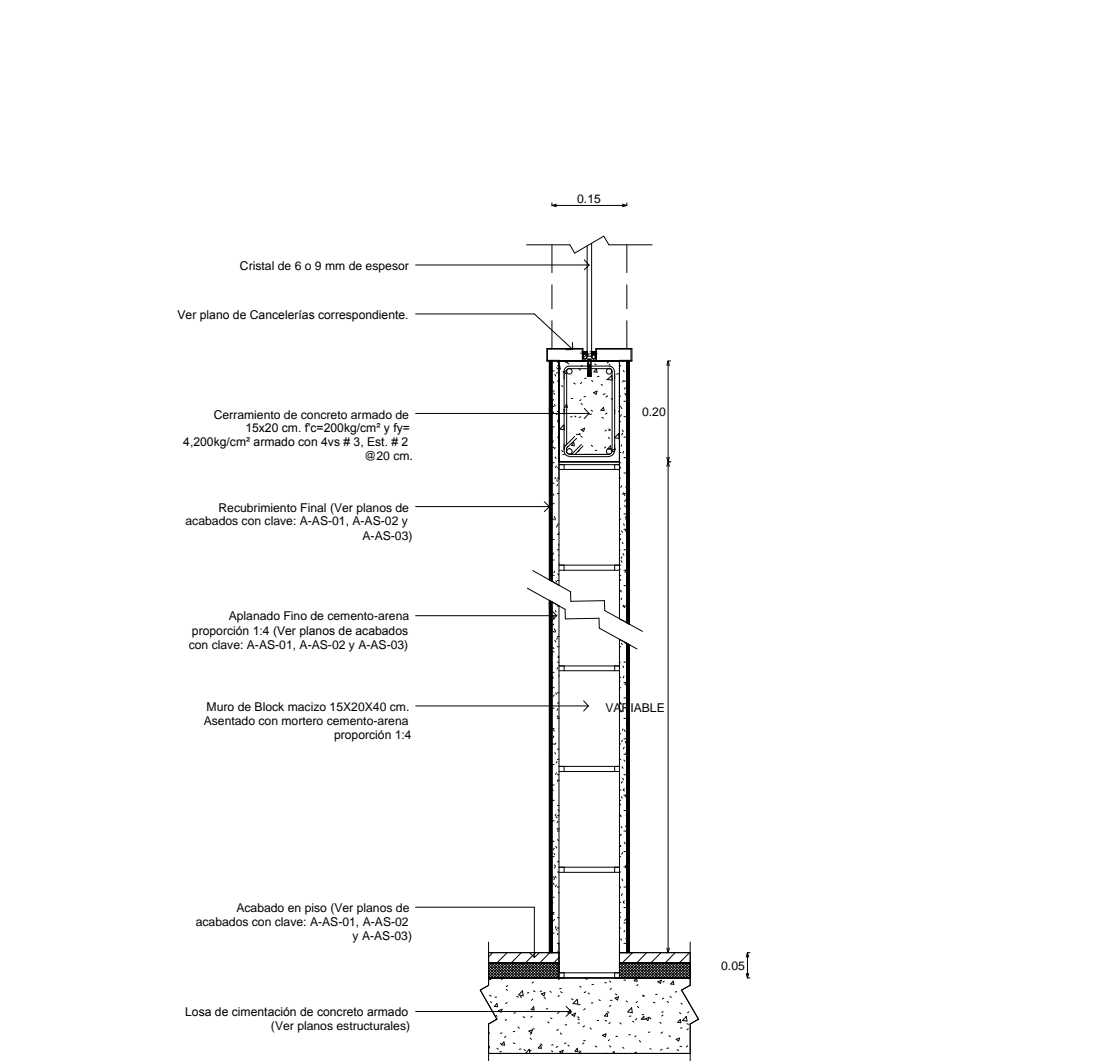 0.15
Cristal de 6 o 9 mm de espesor
Ver plano de Cancelerías correspondiente.
Cerramiento de concreto armado de
15x20 cm. f'c=200kg/cm² y fy=
4,200kg/cm² armado con 4vs # 3, Est. # 2
@20 cm.
0.20
Recubrimiento Final (Ver planos de
acabados con clave: A-AS-01, A-AS-02 y
A-AS-03)
Aplanado Fino de cemento-arena
proporción 1:4 (Ver planos de acabados
con clave: A-AS-01, A-AS-02 y A-AS-03)
Muro de Block macizo 15X20X40 cm.
Asentado con mortero cemento-arena
proporción 1:4
VARIABLE
Acabado en piso (Ver planos de
acabados con clave: A-AS-01, A-AS-02
y A-AS-03)
0.05
Losa de cimentación de concreto armado
(Ver planos estructurales)